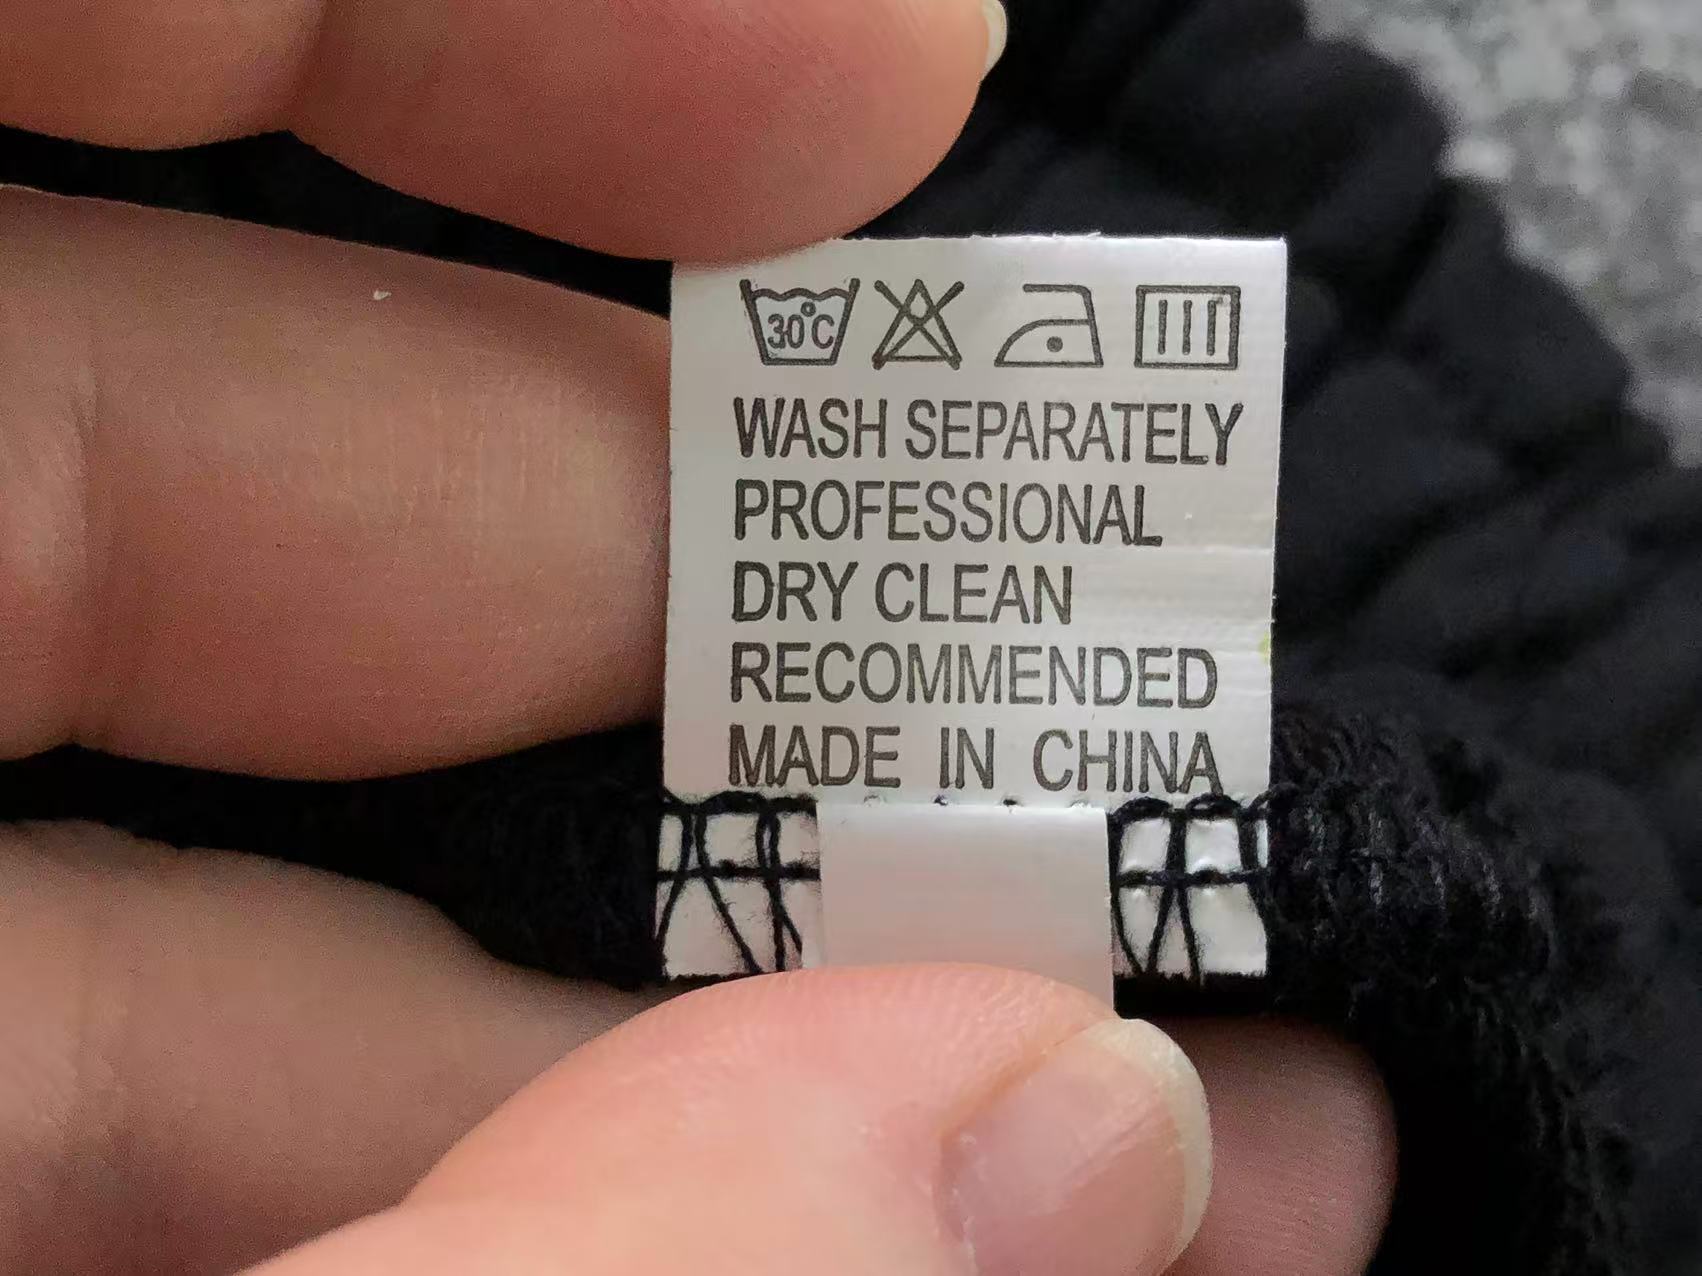 30°C
WASH SEPARATELY
PROFESSIONAL
DRY CLEAN
RECOMMENDED
MADE IN CHINA